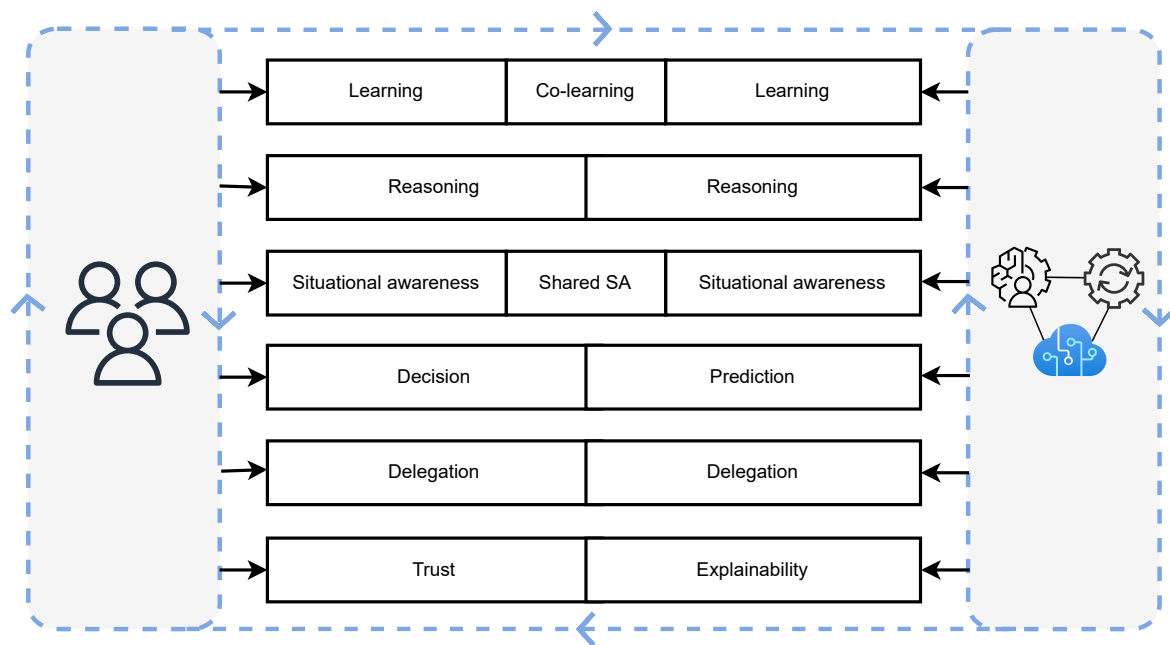 Learning Co-learning Learning
Reasoning Reasoning
Situational awareness Shared SA Situational awareness
Decision Prediction
Delegation Delegation
Trust Explainability